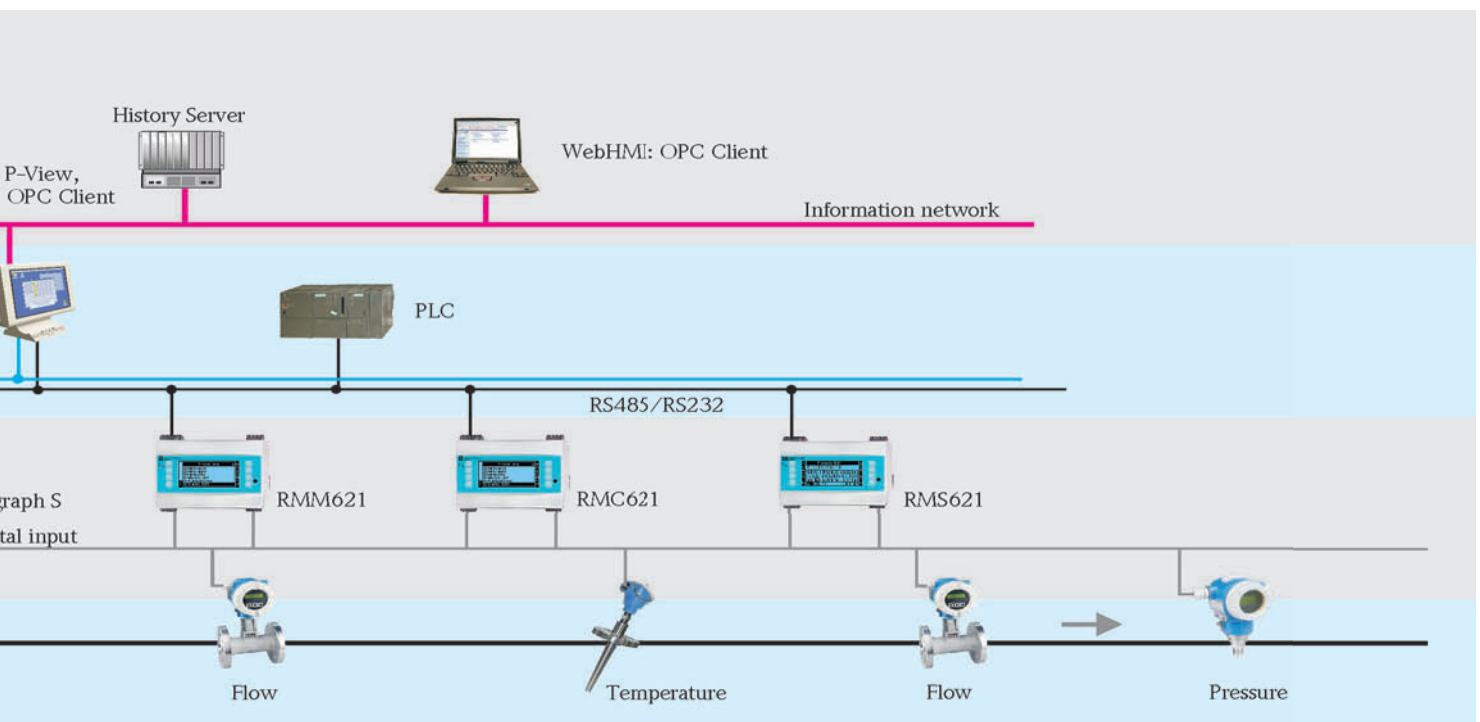 History Server
WebHMI: OPC Client
P-View,
OPC Client
Information network
PLC
RS485/RS232
graph S
RMM621
RMC621
RMS621
tal input
Flow
Temperature
Flow
Pressure